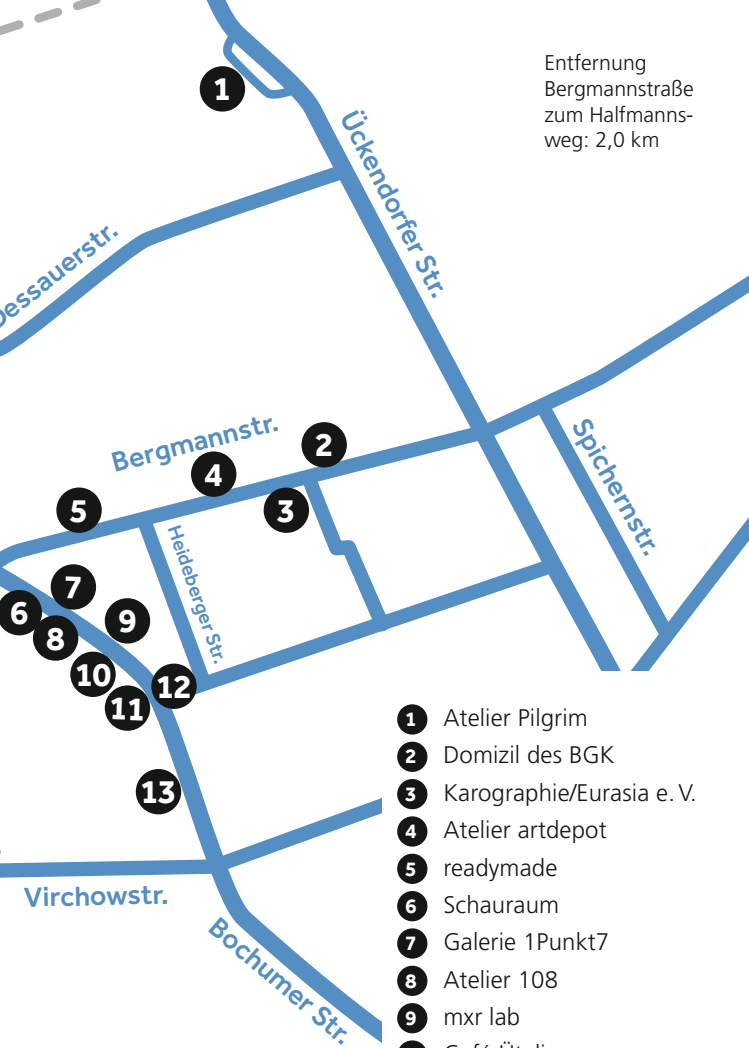 Entfernung
Bergmannstraße
zum Halfmanns-
weg: 2,0 km
1
Ückendorfer Str.
Bergmannstr.
2
4
3
5
Spichernstr.
Heideberger Str.
7
6
9
8
10
12
11
13
Virchowstr.
Bochumer Str.
1 Atelier Pilgrim
2 Domizil des BGK
3 Karographie/Eurasia e. V.
4 Atelier artdepot
5 readymade
6 Schauraum
7 Galerie 1Punkt7
8 Atelier 108
9 mxr lab